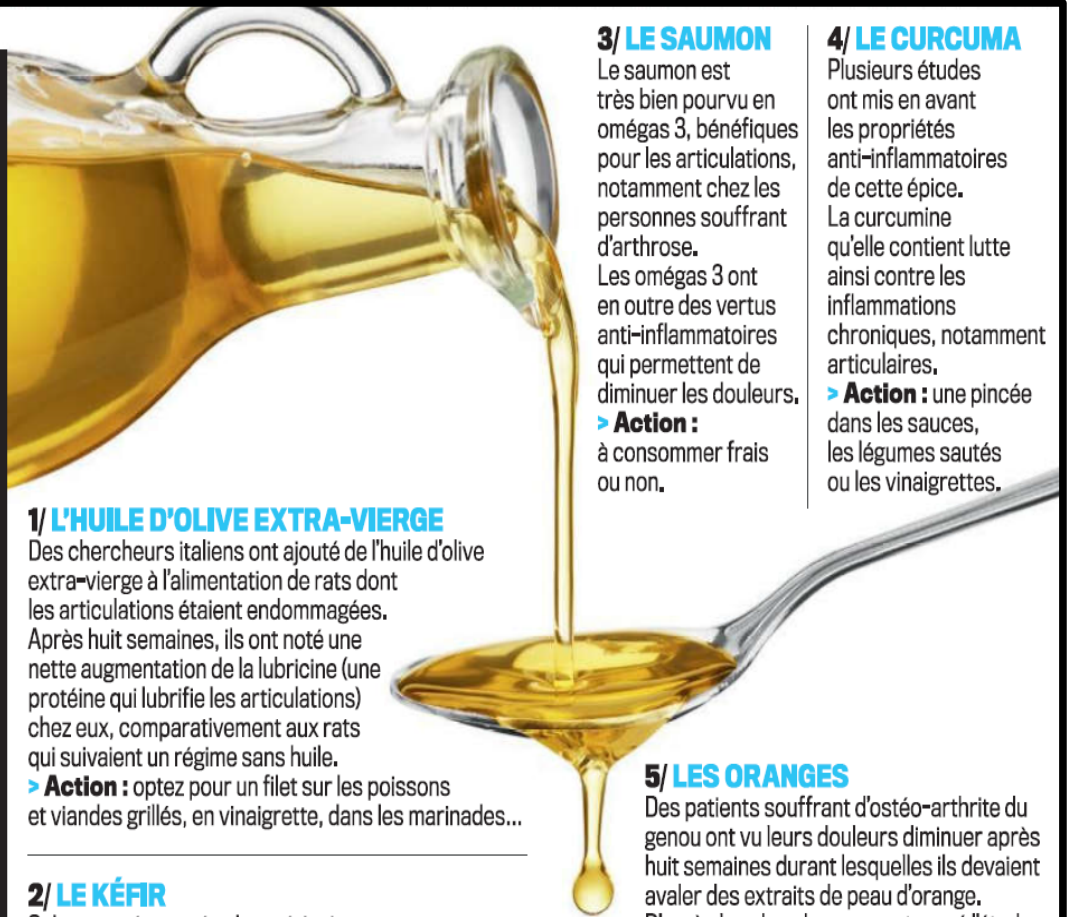 1/ L'HUILE D'OLIVE EXTRA-VIERGE
Des chercheurs italiens ont ajouté de l'huile d'olive
extra-vierge à l'alimentation de rats dont
les articulations étaient endommagées.
Après huit semaines, ils ont noté une
nette augmentation de la lubricine (une
protéine qui lubrifie les articulations)
chez eux, comparativement aux rats
qui suivaient un régime sans huile.
> Action : optez pour un filet sur les poissons
et viandes grillés, en vinaigrette, dans les marinades...
2/ LE KÉFIR
3/ LE SAUMON
Le saumon est
très bien pourvu en
omégas 3, bénéfiques
pour les articulations,
notamment chez les
personnes souffrant
d'arthrose.
Les omégas 3 ont
en outre des vertus
anti-inflammatoires
qui permettent de
diminuer les douleurs.
> Action :
à consommer frais
ou non.
4/ LE CURCUMA
Plusieurs études
ont mis en avant
les propriétés
anti-inflammatoires
de cette épice.
La curcumine
qu'elle contient lutte
ainsi contre les
inflammations
chroniques, notamment
articulaires.
> Action : une pincée
dans les sauces,
les légumes sautés
ou les vinaigrettes.
5/ LES ORANGES
Des patients souffrant d'ostéo-arthrite du
genou ont vu leurs douleurs diminuer après
huit semaines durant lesquelles ils devaient
avaler des extraits de peau d'orange.